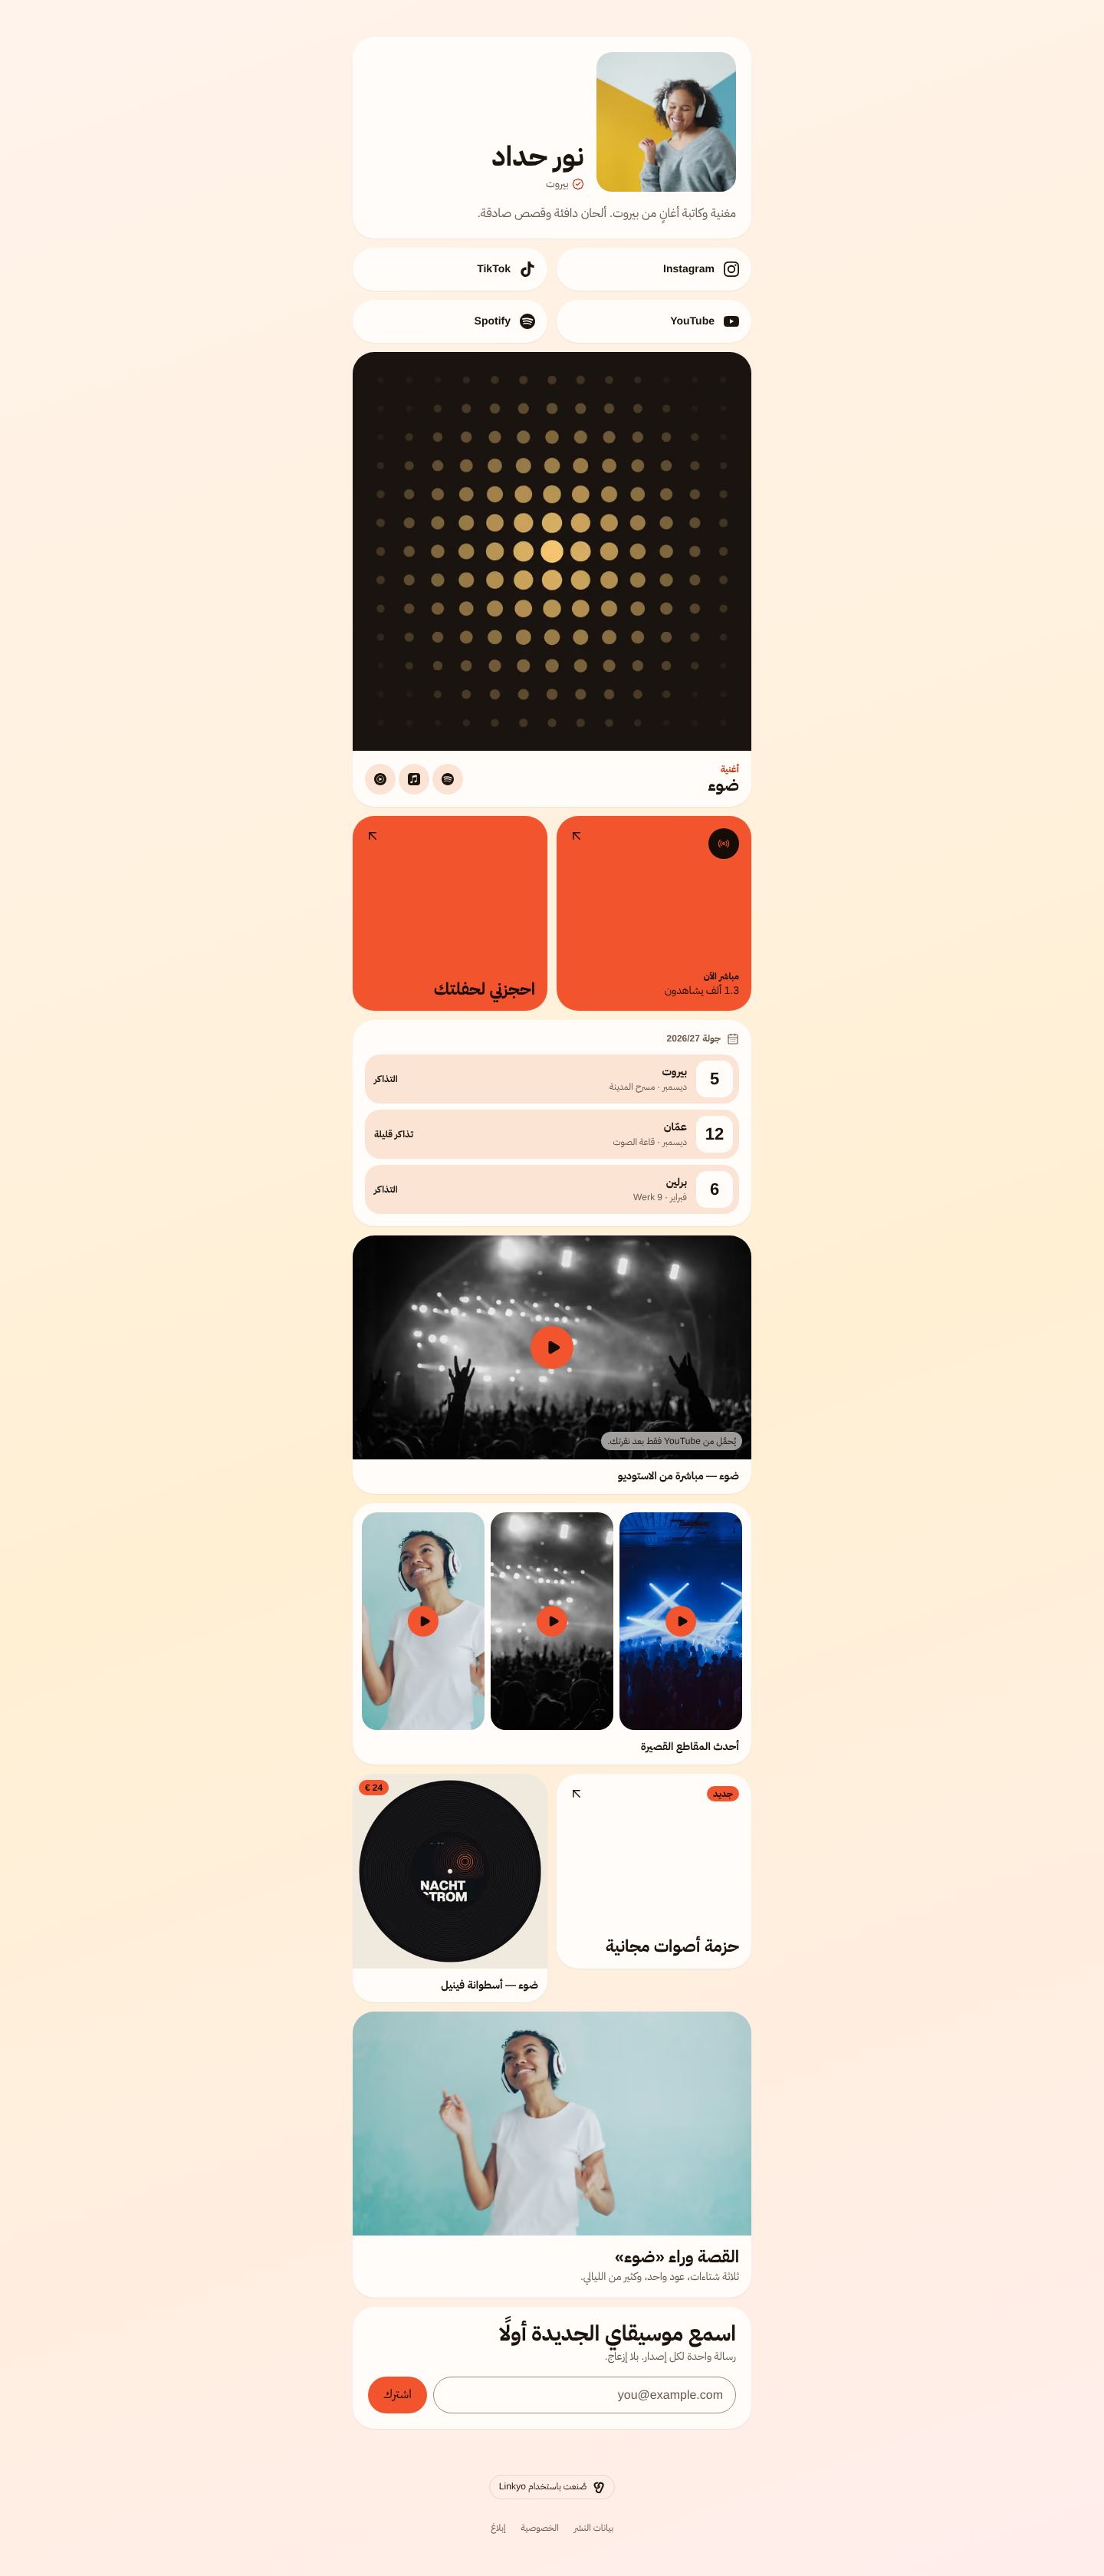 نور حداد
بيروت
مغنية وكاتبة أغانٍ من بيروت. ألحان دافئة وقصص صادقة.
Instagram
TikTok
YouTube
Spotify
أغنية
ضوء
مباشر الآن
1.3 ألف يشاهدون
احجزني لحفلتك
جولة 2026/27
5
بيروت
ديسمبر · مسرح المدينة
التذاكر
12
عمّان
ديسمبر · قاعة الصوت
تذاكر قليلة
6
برلين
فبراير · Werk 9
التذاكر
يُحمَّل من YouTube فقط بعد نقرتك.
ضوء — مباشرة من الاستوديو
أحدث المقاطع القصيرة
جديد
حزمة أصوات مجانية
24 €
NACHT
STROM
ضوء — أسطوانة فينيل
القصة وراء «ضوء»
ثلاثة شتاءات، عود واحد، وكثير من الليالي.
اسمع موسيقاي الجديدة أولًا
رسالة واحدة لكل إصدار. بلا إزعاج.
you@example.com
اشترك
صُنعت باستخدام Linkyo
بيانات النشر
الخصوصية
إبلاغ